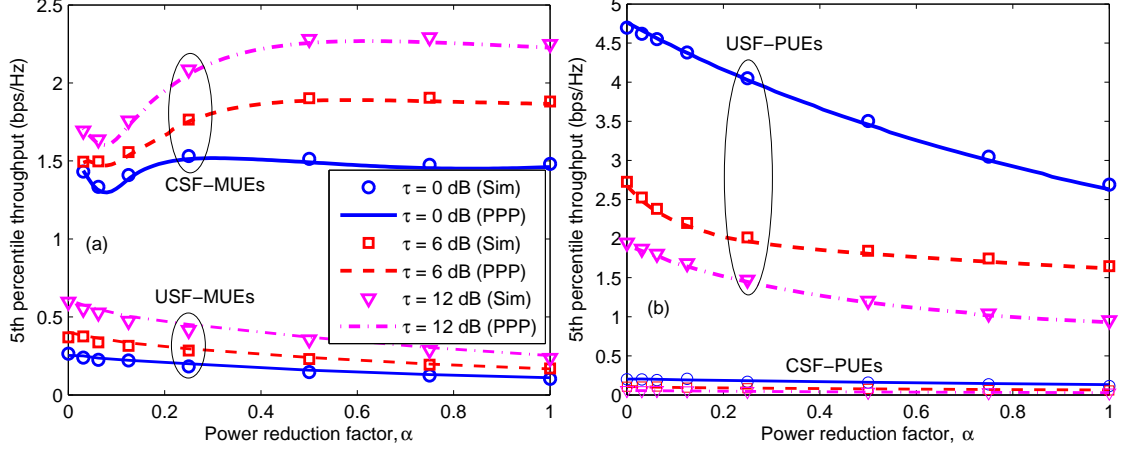 2.5
2
1.5
1
0.5
0
0
0.2
0.4
0.6
0.8
1
5th percentile throughput (bps/Hz)
Power reduction factor, α
(a)
CSF−MUEs
USF−MUEs
τ = 0 dB (Sim)
τ = 0 dB (PPP)
τ = 6 dB (Sim)
τ = 6 dB (PPP)
τ = 12 dB (Sim)
τ = 12 dB (PPP)
5
4.5
4
3.5
3
2.5
2
1.5
1
0.5
0
0
0.2
0.4
0.6
0.8
1
5th percentile throughput (bps/Hz)
Power reduction factor, α
USF−PUEs
(b)
CSF−PUEs